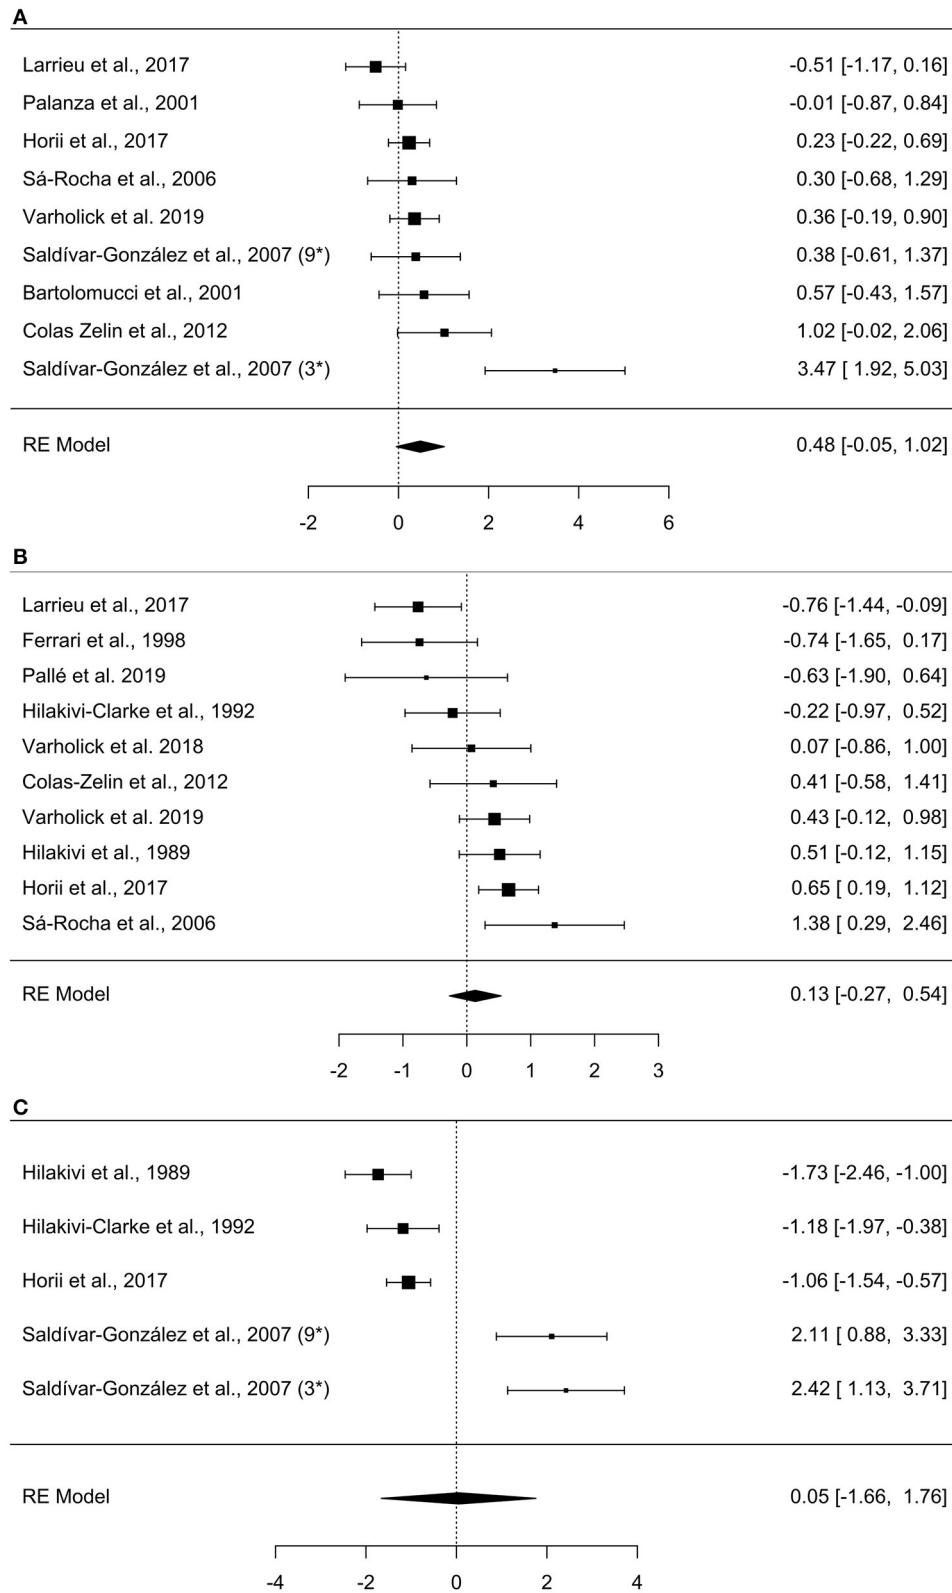 A
Larrieu et al., 2017 -0.51 [-1.17, 0.16]
Palanza et al., 2001 -0.01 [-0.87, 0.84]
Horii et al., 2017 0.23 [-0.22, 0.69]
Sá-Rocha et al., 2006 0.30 [-0.68, 1.29]
Varholick et al. 2019 0.36 [-0.19, 0.90]
Saldívar-González et al., 2007 (9*) 0.38 [-0.61, 1.37]
Bartolomucci et al., 2001 0.57 [-0.43, 1.57]
Colas Zelin et al., 2012 1.02 [-0.02, 2.06]
Saldívar-González et al., 2007 (3*) 3.47 [ 1.92, 5.03]
RE Model 0.48 [-0.05, 1.02]
-2 0 2 4 6
B
Larrieu et al., 2017 -0.76 [-1.44, -0.09]
Ferrari et al., 1998 -0.74 [-1.65, 0.17]
Pallé et al. 2019 -0.63 [-1.90, 0.64]
Hilakivi-Clarke et al., 1992 -0.22 [-0.97, 0.52]
Varholick et al. 2018 0.07 [-0.86, 1.00]
Colas-Zelin et al., 2012 0.41 [-0.58, 1.41]
Varholick et al. 2019 0.43 [-0.12, 0.98]
Hilakivi et al., 1989 0.51 [-0.12, 1.15]
Horii et al., 2017 0.65 [ 0.19, 1.12]
Sá-Rocha et al., 2006 1.38 [ 0.29, 2.46]
RE Model 0.13 [-0.27, 0.54]
-2 -1 0 1 2 3
C
Hilakivi et al., 1989 -1.73 [-2.46, -1.00]
Hilakivi-Clarke et al., 1992 -1.18 [-1.97, -0.38]
Horii et al., 2017 -1.06 [-1.54, -0.57]
Saldívar-González et al., 2007 (9*) 2.11 [ 0.88, 3.33]
Saldívar-González et al., 2007 (3*) 2.42 [ 1.13, 3.71]
RE Model 0.05 [-1.66, 1.76]
-4 -2 0 2 4